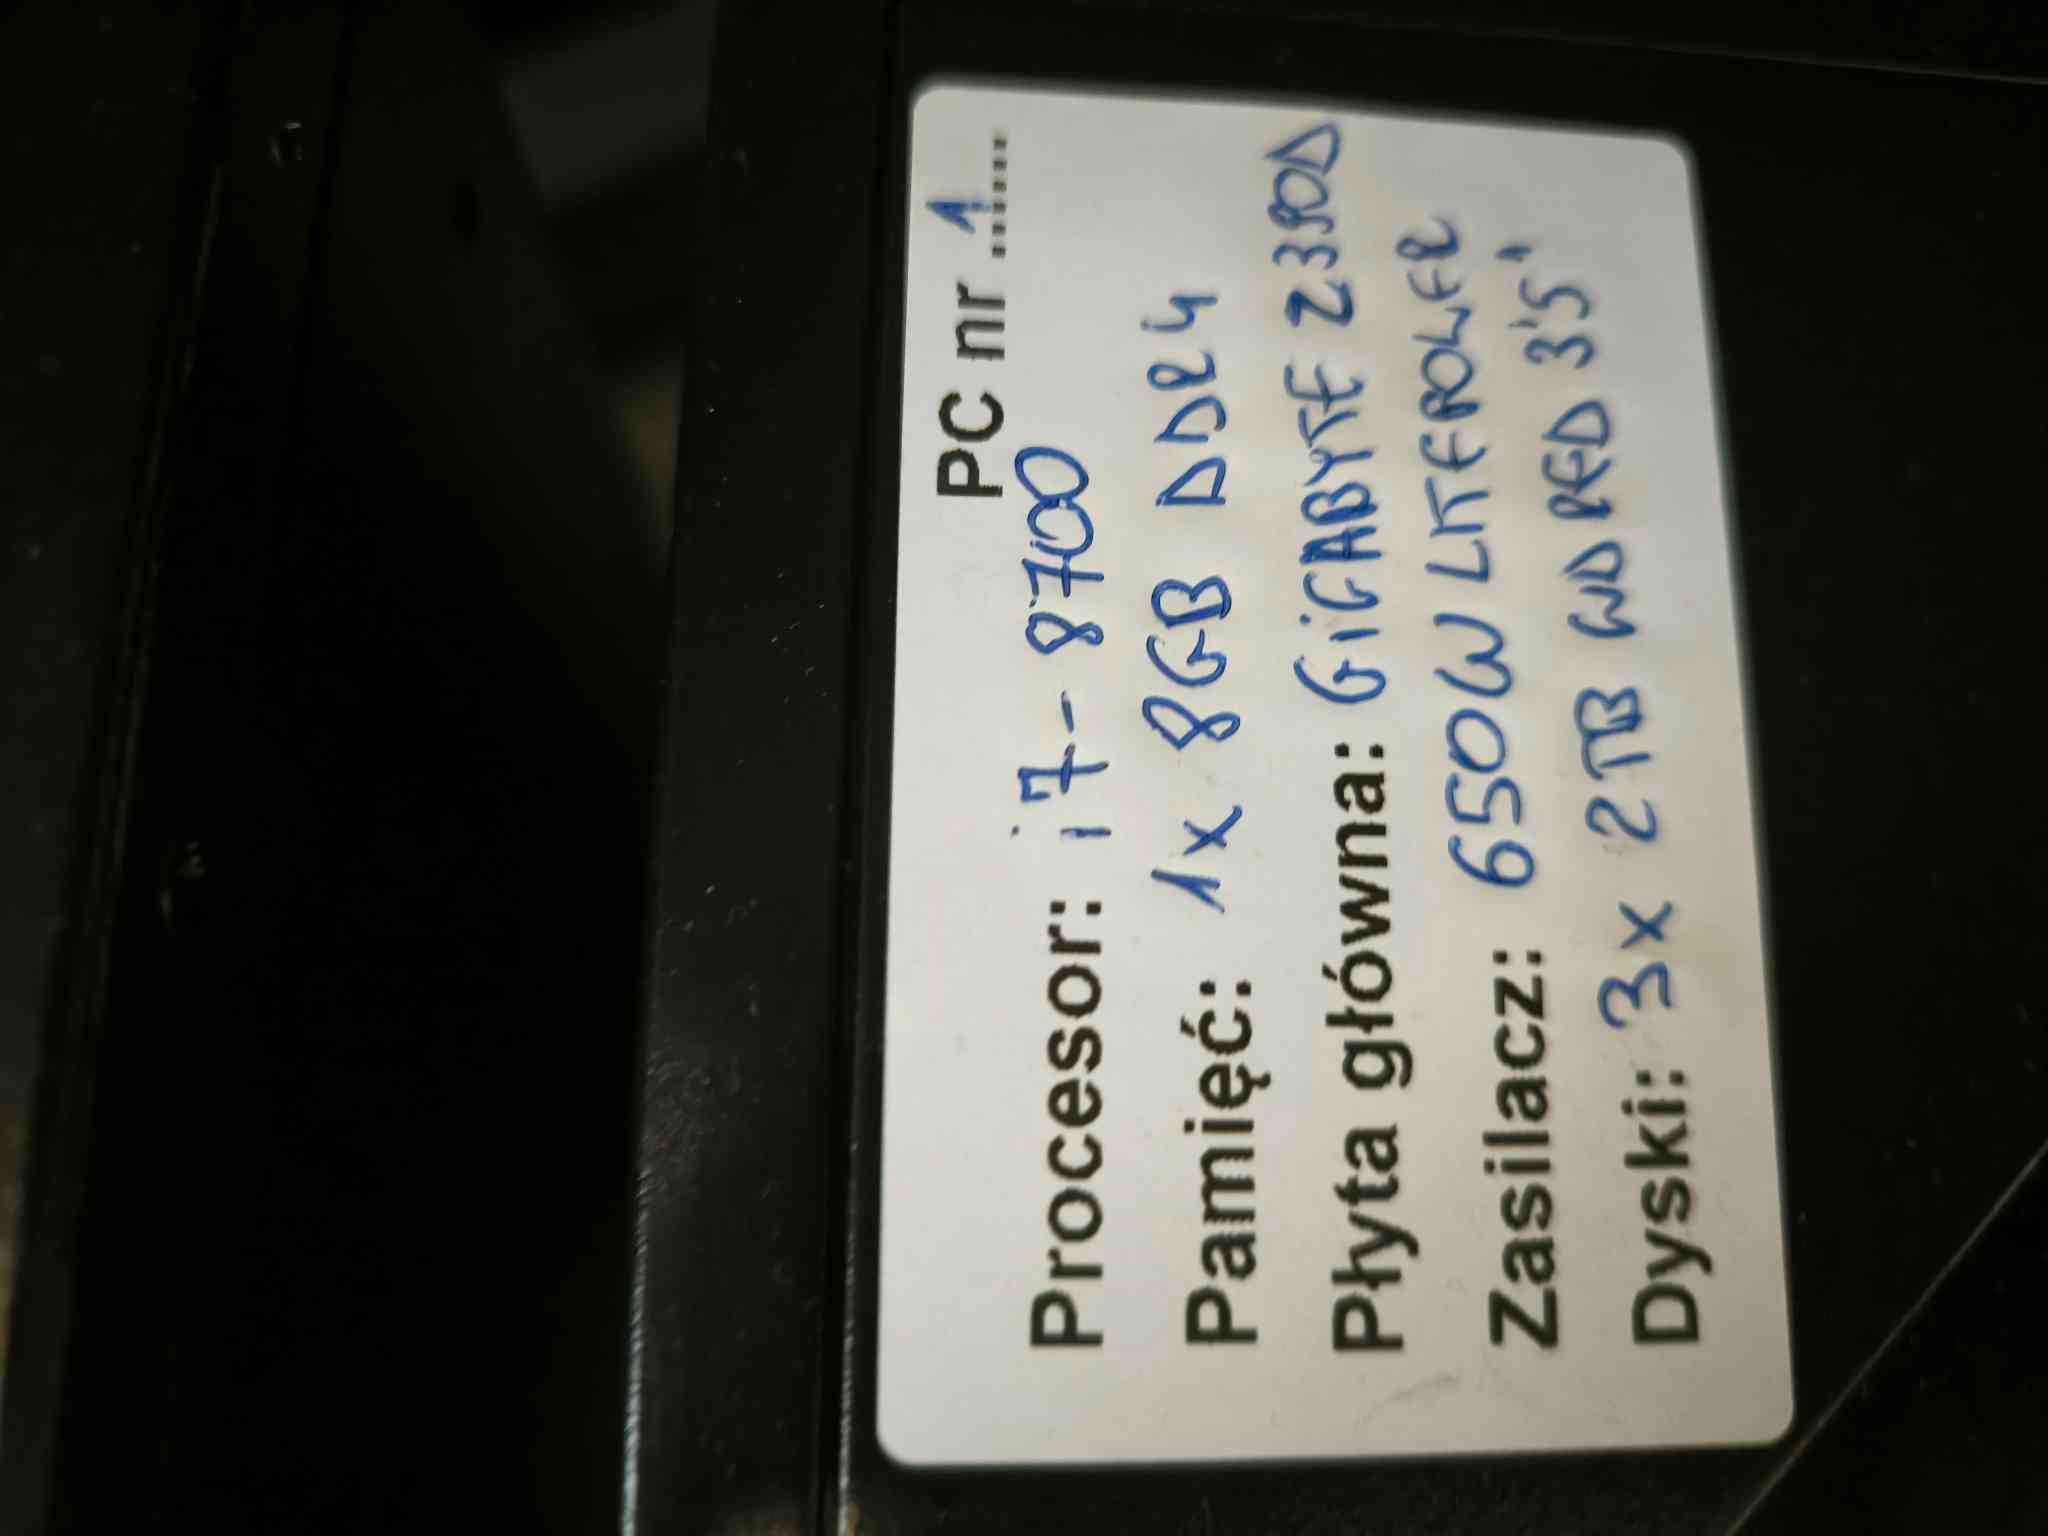 PC nr ...1...
Procesor: i7-8700
Pamięć: 1x 8GB DDR4
Płyta główna: GIGABYTE Z390D
Zasilacz: 650W LITEPOWER
Dyski: 3x 2TB WD RED 3'5"